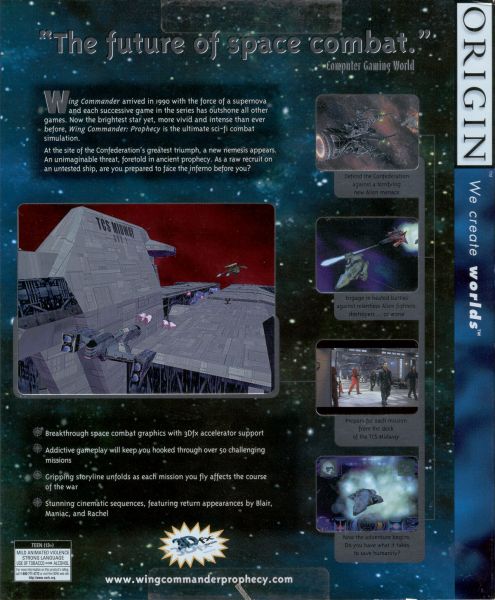 "The future of space combat."
– Computer Gaming World
Wing Commander arrived in 1990 with the force of a supernova
and each successive game in the series has outshone all other
games. Now the brightest star yet, more vivid and intense than ever
before, Wing Commander: Prophecy is the ultimate sci-fi combat
simulation.
At the site of the Confederation's greatest triumph, a new nemesis appears.
An unimaginable threat, foretold in ancient prophecy. As a raw recruit on
an untested ship, are you prepared to face the inferno before you?
TCS MIDWAY
Defend the Confederation
against a terrifying
new Alien menace
Engage in heated battles
against relentless Alien fighters,
destroyers ... or worse
Prepare for each mission
from the deck
of the TCS Midway
Now the adventure begins.
Do you have what it takes
to save humanity?
Breakthrough space combat graphics with 3Dfx accelerator support
Addictive gameplay will keep you hooked through over 50 challenging
missions
Gripping storyline unfolds as each mission you fly affects the course
of the war
Stunning cinematic sequences, featuring return appearances by Blair,
Maniac, and Rachel
3Dfx
TEEN (13+)
MILD ANIMATED VIOLENCE
STRONG LANGUAGE
USE OF TOBACCO AND ALCOHOL
www.wingcommanderprophecy.com
ORIGIN™
We create worlds™